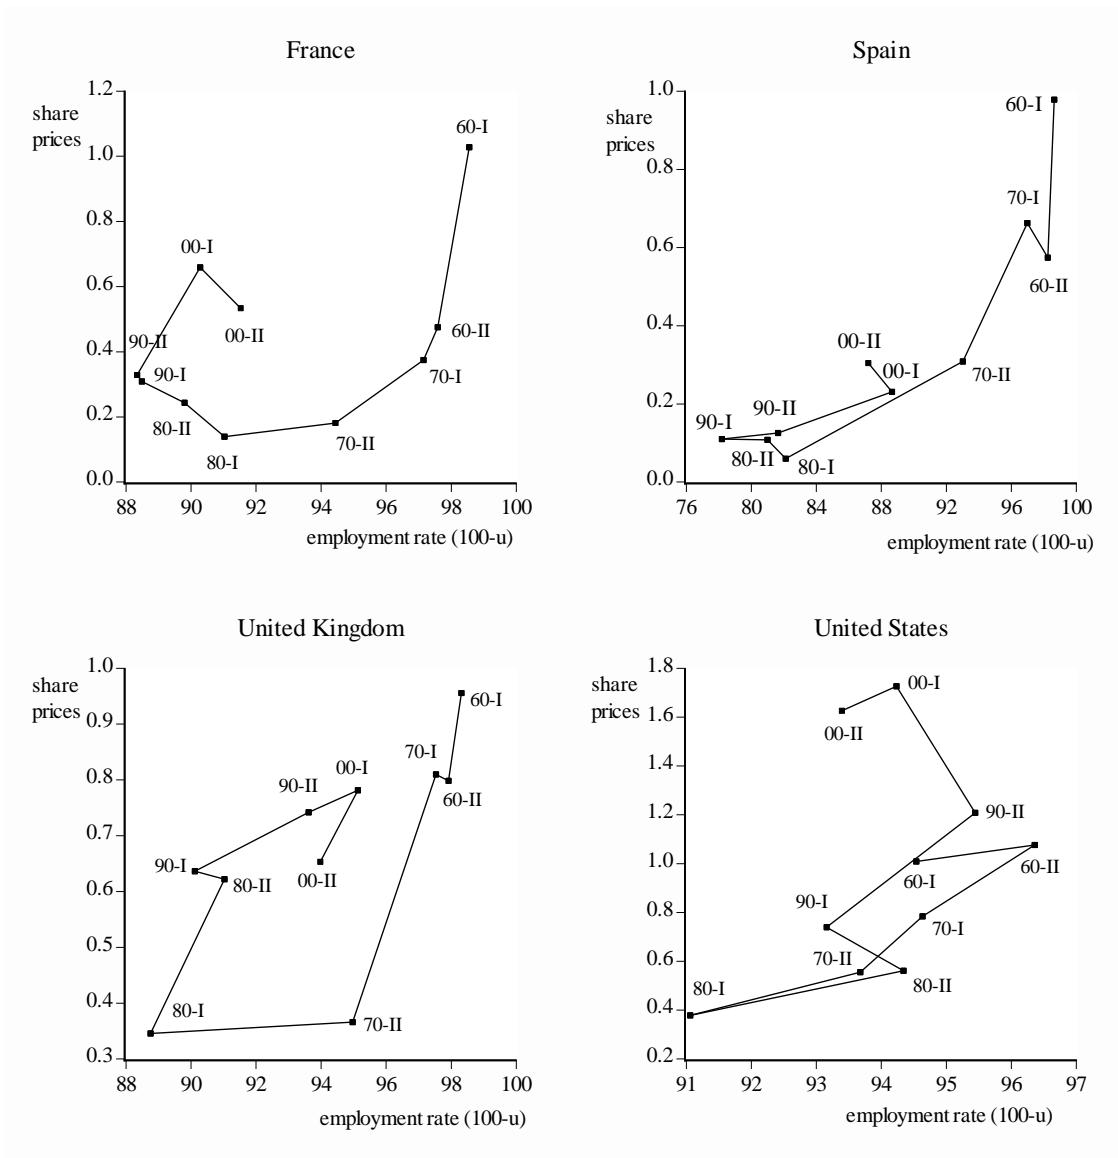 France
1.2
share
prices
1.0
0.8
0.6
0.4
0.2
0.0
60-I
00-I
00-II
90-II
60-II
90-I
70-I
80-II
70-II
80-I
88 90 92 94 96 98 100
employment rate (100-u)
Spain
1.0
share
prices
0.8
0.6
0.4
0.2
0.0
60-I
70-I
60-II
00-II
00-I
70-II
90-II
90-I
80-II
80-I
76 80 84 88 92 96 100
employment rate (100-u)
United Kingdom
1.0
share
prices
0.9
0.8
0.7
0.6
0.5
0.4
0.3
60-I
70-I
00-I
90-II
60-II
90-I
80-II
00-II
80-I
70-II
88 90 92 94 96 98 100
employment rate (100-u)
United States
1.8
share
prices
1.6
1.4
1.2
1.0
0.8
0.6
0.4
0.2
00-I
00-II
90-II
60-I
60-II
90-I
70-I
70-II
80-I
80-II
91 92 93 94 95 96 97
employment rate (100-u)